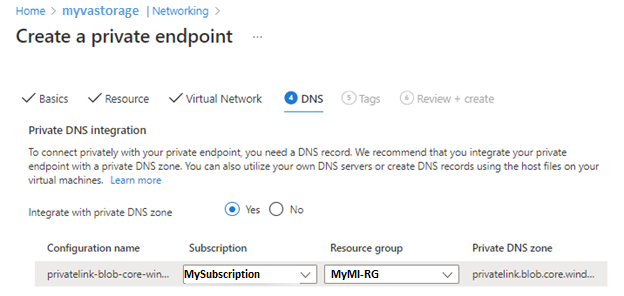 Home > myvastorage | Networking >
Create a private endpoint ...
Basics Resource Virtual Network 4 DNS 5 Tags 6 Review + create
Private DNS integration
To connect privately with your private endpoint, you need a DNS record. We recommend that you integrate your private
endpoint with a private DNS zone. You can also utilize your own DNS servers or create DNS records using the host files on your
virtual machines. Learn more
Integrate with private DNS zone Yes No
Configuration name Subscription Resource group Private DNS zone
privatelink-blob-core-win... MySubscription MyMI-RG privatelink.blob.core.wind...